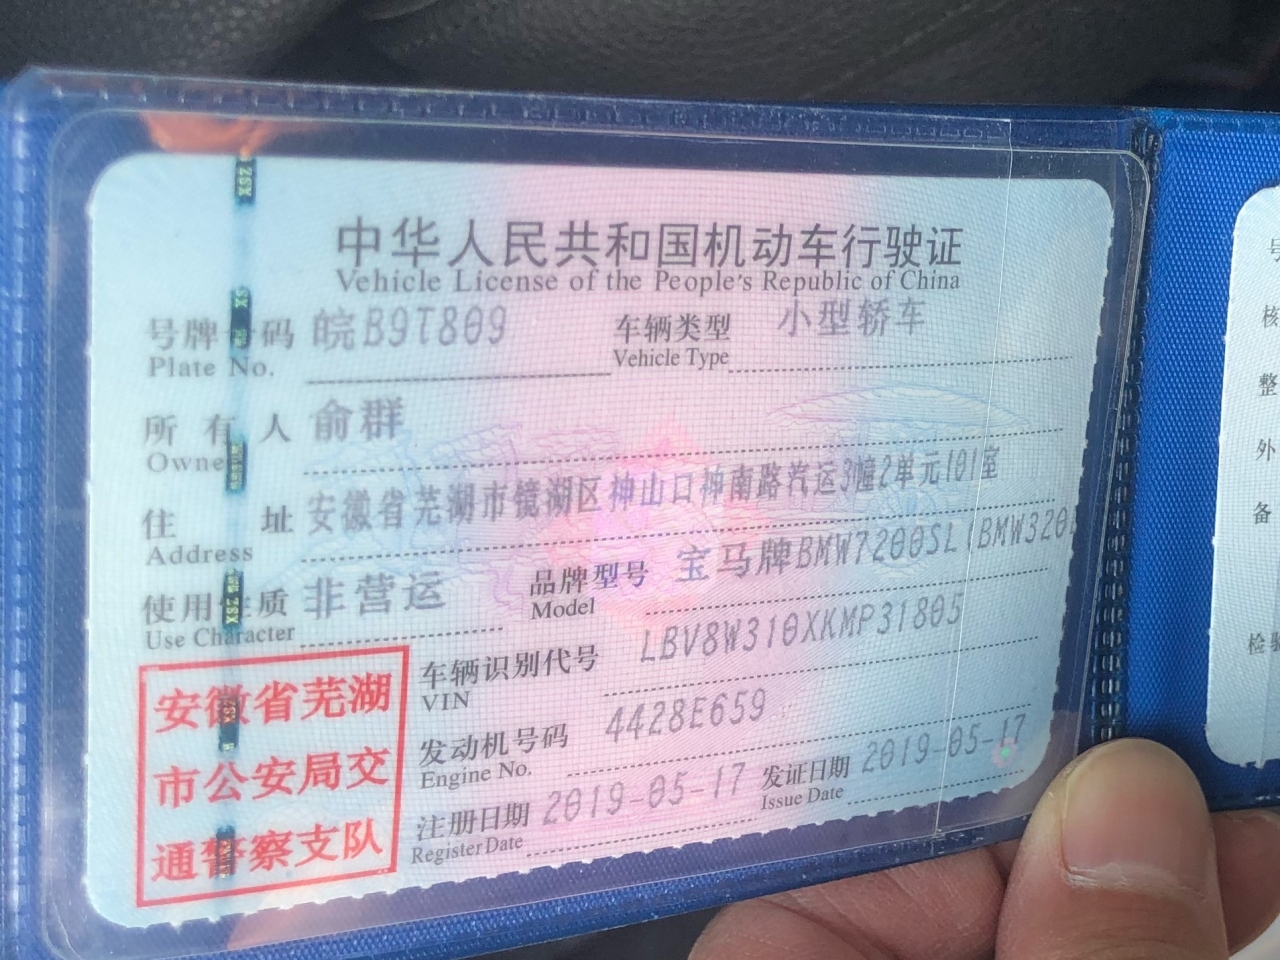 中华人民共和国机动车行驶证
Vehicle License of the People's Republic of China
号牌号码 皖B9T809 车辆类型 小型轿车
Plate No. Vehicle Type
所有人 俞群
Owner
住址 安徽省芜湖市镜湖区神山口神南路汽运3幢2单元101室
Address
使用性质 非营运 品牌型号 宝马牌BMW7200SL(BMW320
Use Character Model
车辆识别代号 LBV8W310XKMP31805
VIN
发动机号码 4428E659
Engine No.
注册日期 2019-05-17 发证日期 2019-05-17
Register Date Issue Date
安徽省芜湖
市公安局交
通警察支队
号
核
整
外
备
检验